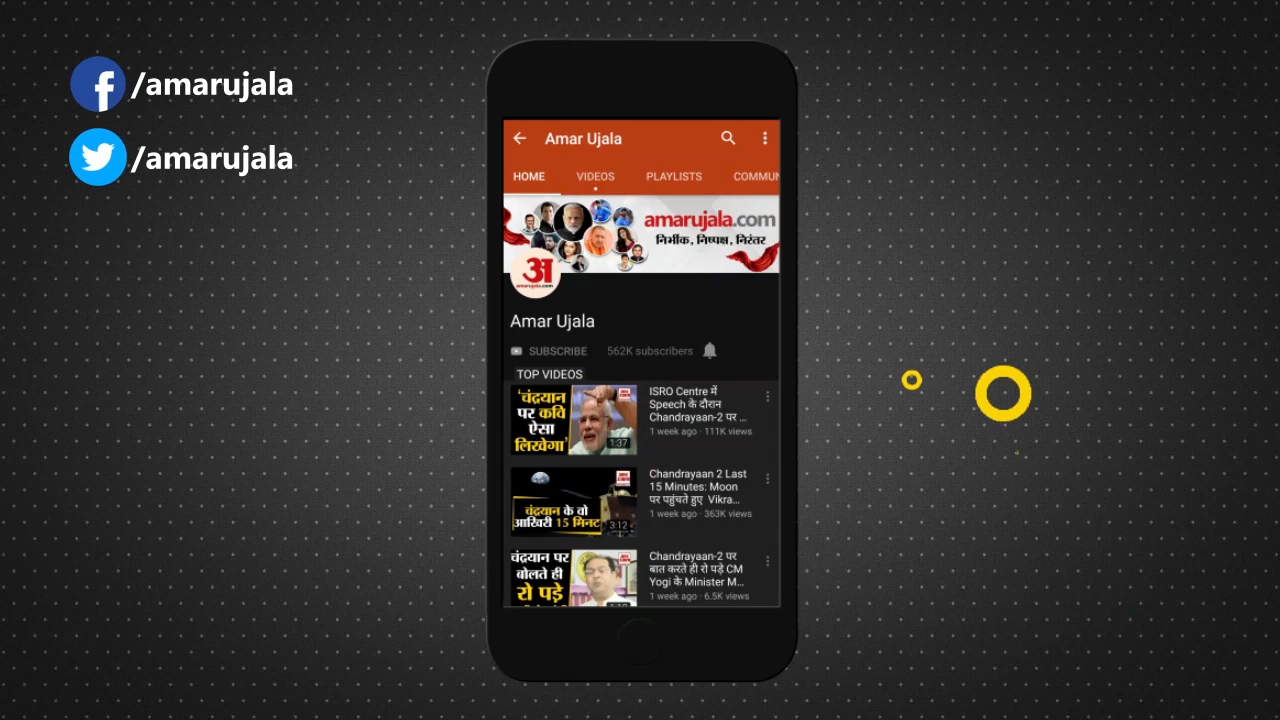 /amarujala
/amarujala
Amar Ujala
HOME VIDEOS PLAYLISTS COMMUN
amarujala.com
निर्भीक, निष्पक्ष, निरंतर
अ
amarujala.com
Amar Ujala
SUBSCRIBE 562K subscribers
TOP VIDEOS
'चंद्रयान
पर कवि
ऐसा
लिखेगा'
1:37
ISRO Centre में
Speech के दौरान
Chandrayaan-2 पर ...
1 week ago · 111K views
चंद्रयान के वो
आखिरी 15 मिनट
3:12
Chandrayaan 2 Last
15 Minutes: Moon
पर पहुंचते हुए Vikra...
1 week ago · 363K views
चंद्रयान पर
बोलते ही
रो पड़े
Chandrayaan-2 पर
बात करते ही रो पड़े CM
Yogi के Minister M...
1 week ago · 6.5K views